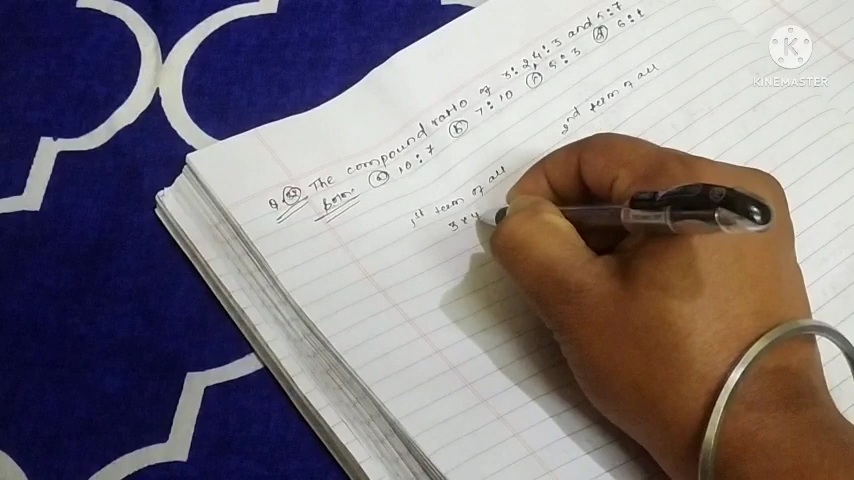 The compound ratio of 3:2, 4:3 and 5:7
(a) 10:7 (b) 7:10 (c) 5:3 (d) 6:1
1st term of all 2nd term of all
3×4
KINEMASTER